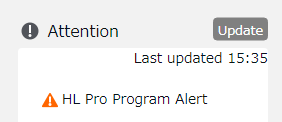 Attention Update
Last updated 15:35
HL Pro Program Alert